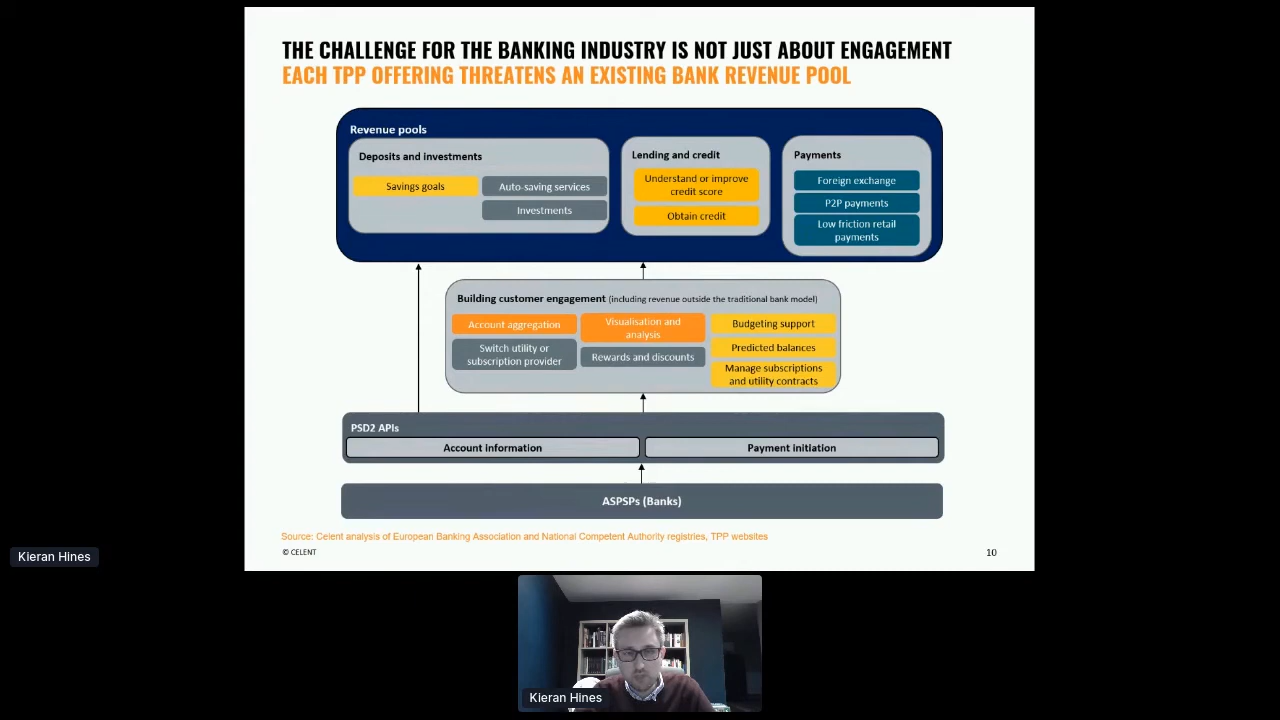 THE CHALLENGE FOR THE BANKING INDUSTRY IS NOT JUST ABOUT ENGAGEMENT
EACH TPP OFFERING THREATENS AN EXISTING BANK REVENUE POOL
Revenue pools
Deposits and investments
Savings goals
Auto-saving services
Investments
Lending and credit
Understand or improve
credit score
Obtain credit
Payments
Foreign exchange
P2P payments
Low friction retail
payments
Building customer engagement (including revenue outside the traditional bank model)
Account aggregation
Switch utility or
subscription provider
Visualisation and
analysis
Rewards and discounts
Budgeting support
Predicted balances
Manage subscriptions
and utility contracts
PSD2 APIs
Account information
Payment initiation
ASPSPs (Banks)
Source: Celent analysis of European Banking Association and National Competent Authority registries, TPP websites
© CELENT
10
Kieran Hines
Kieran Hines